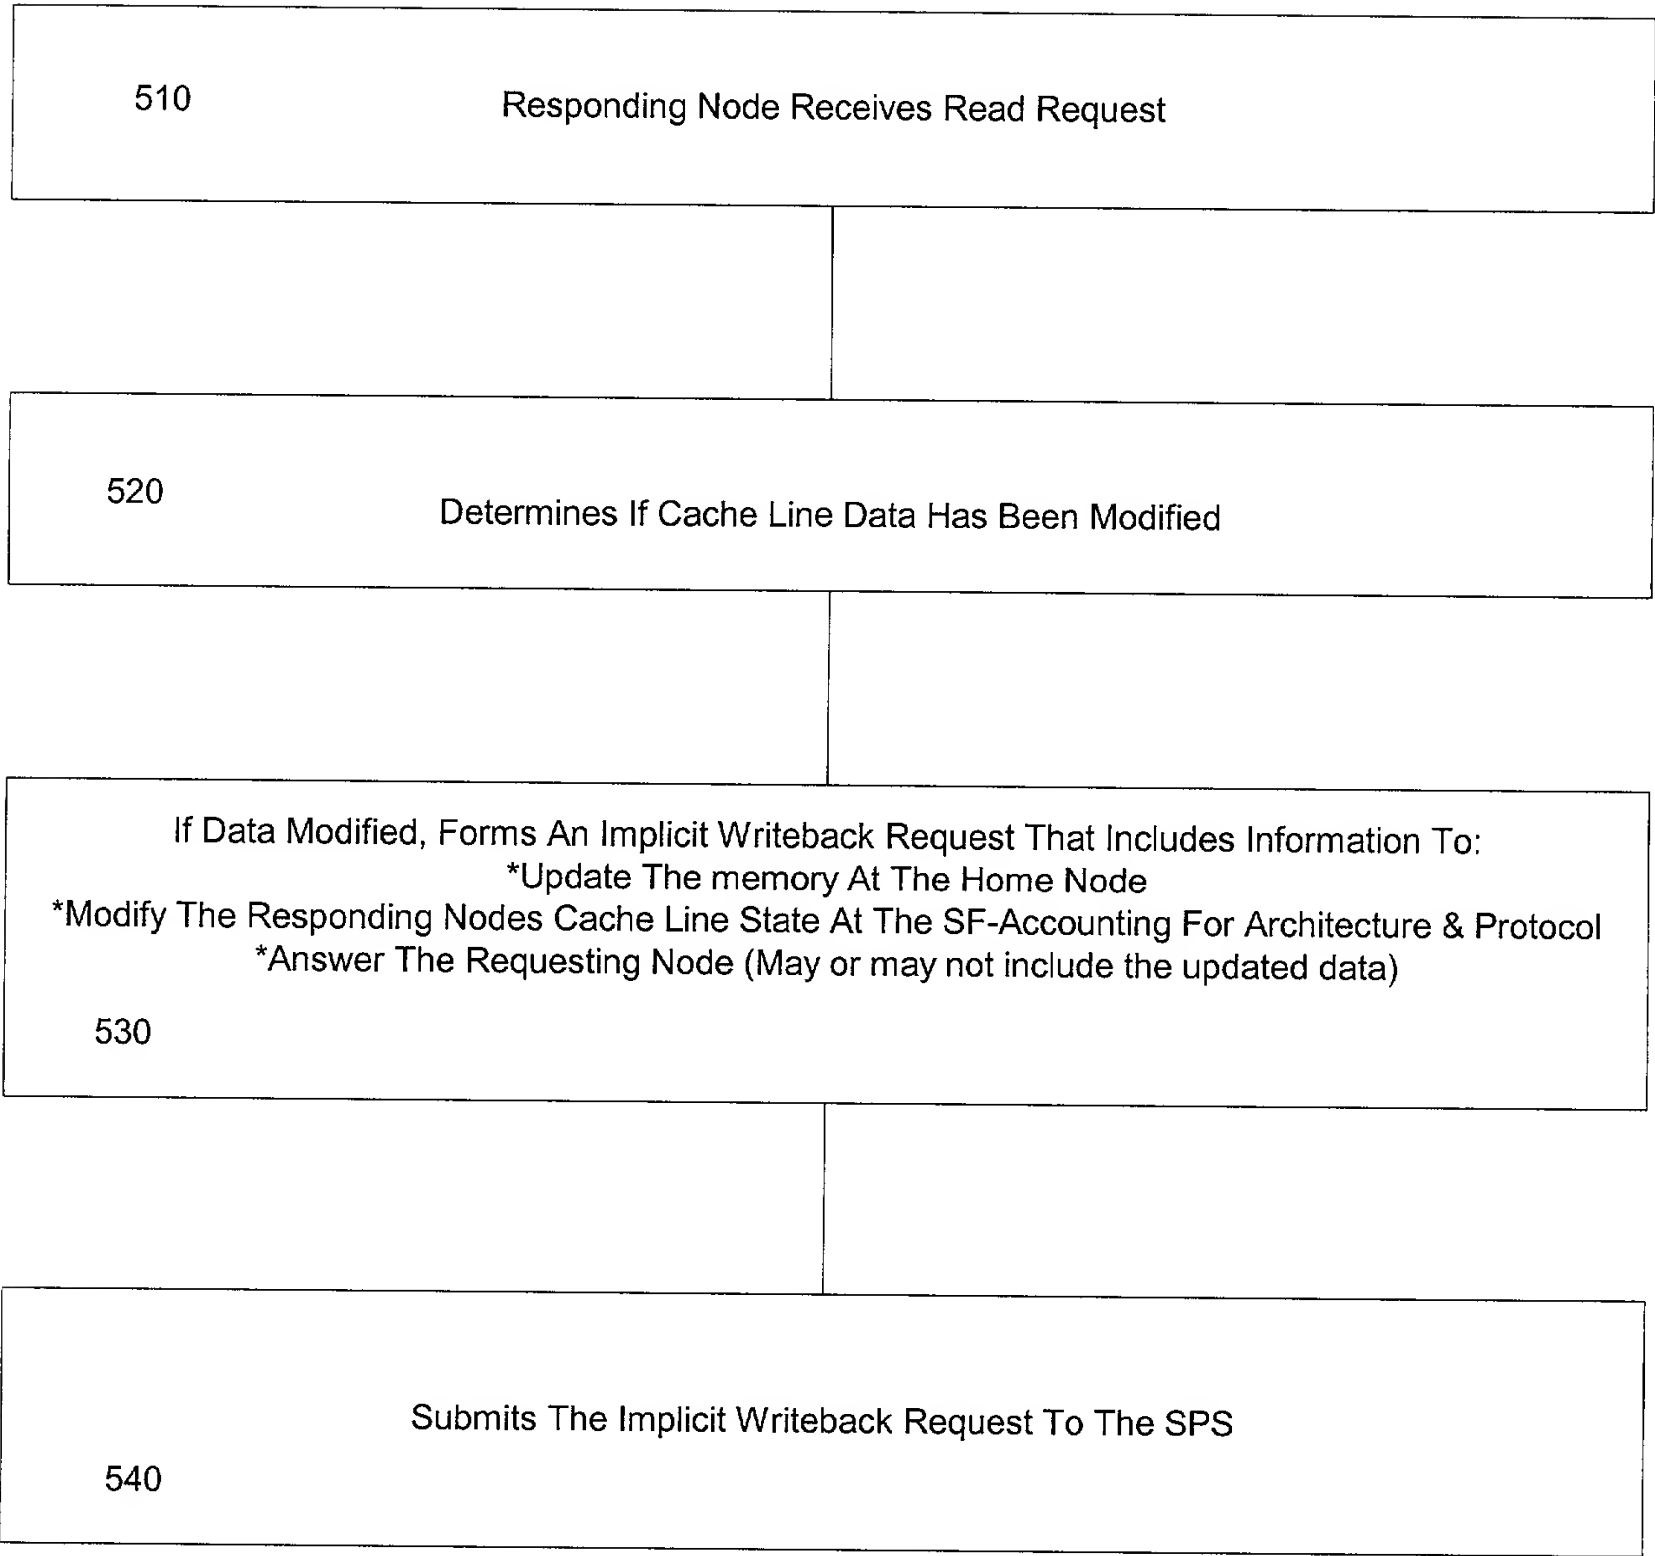 510
Responding Node Receives Read Request
520
Determines If Cache Line Data Has Been Modified
If Data Modified, Forms An Implicit Writeback Request That Includes Information To:
*Update The memory At The Home Node
*Modify The Responding Nodes Cache Line State At The SF-Accounting For Architecture & Protocol
*Answer The Requesting Node (May or may not include the updated data)
530
Submits The Implicit Writeback Request To The SPS
540